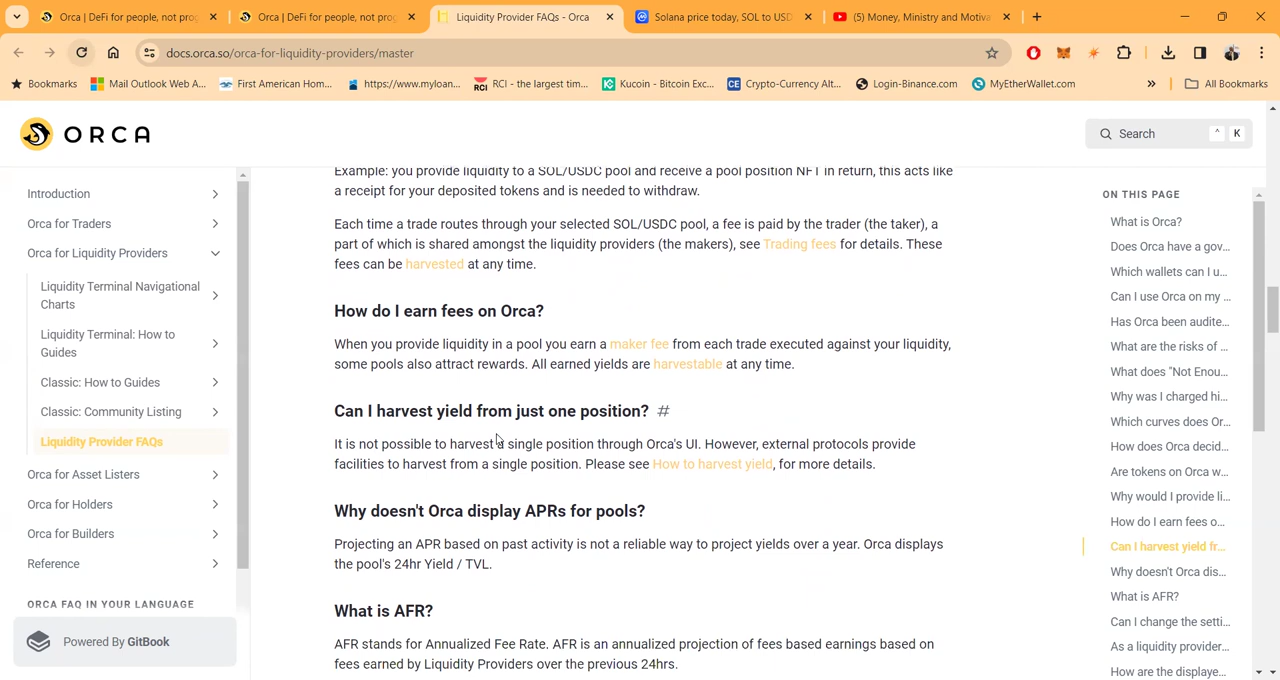 Orca | DeFi for people, not prog
Orca | DeFi for people, not prog
Liquidity Provider FAQs - Orca
Solana price today, SOL to USD
(5) Money, Ministry and Motiva
docs.orca.so/orca-for-liquidity-providers/master
Bookmarks
Mail Outlook Web A...
First American Hom...
https://www.myloan...
RCI
RCI - the largest tim...
Kucoin - Bitcoin Exc...
CE
Crypto-Currency Alt...
Login-Binance.com
MyEtherWallet.com
»
All Bookmarks
ORCA
Search
^ K
Introduction
Orca for Traders
Orca for Liquidity Providers
Liquidity Terminal Navigational
Charts
Liquidity Terminal: How to
Guides
Classic: How to Guides
Classic: Community Listing
Liquidity Provider FAQs
Orca for Asset Listers
Orca for Holders
Orca for Builders
Reference
ORCA FAQ IN YOUR LANGUAGE
Powered By GitBook
Example: you provide liquidity to a SOL/USDC pool and receive a pool position NFT in return, this acts like
a receipt for your deposited tokens and is needed to withdraw.
Each time a trade routes through your selected SOL/USDC pool, a fee is paid by the trader (the taker), a
part of which is shared amongst the liquidity providers (the makers), see Trading fees for details. These
fees can be harvested at any time.
How do I earn fees on Orca?
When you provide liquidity in a pool you earn a maker fee from each trade executed against your liquidity,
some pools also attract rewards. All earned yields are harvestable at any time.
Can I harvest yield from just one position? #
It is not possible to harvest a single position through Orca's UI. However, external protocols provide
facilities to harvest from a single position. Please see How to harvest yield, for more details.
Why doesn't Orca display APRs for pools?
Projecting an APR based on past activity is not a reliable way to project yields over a year. Orca displays
the pool's 24hr Yield / TVL.
What is AFR?
AFR stands for Annualized Fee Rate. AFR is an annualized projection of fees based earnings based on
fees earned by Liquidity Providers over the previous 24hrs.
ON THIS PAGE
What is Orca?
Does Orca have a gov...
Which wallets can I u...
Can I use Orca on my ...
Has Orca been audite...
What are the risks of ...
What does "Not Enou...
Why was I charged hi...
Which curves does Or...
How does Orca decid...
Are tokens on Orca w...
Why would I provide li...
How do I earn fees o...
Can I harvest yield fr...
Why doesn't Orca dis...
What is AFR?
Can I change the setti...
As a liquidity provider...
How are the displaye...